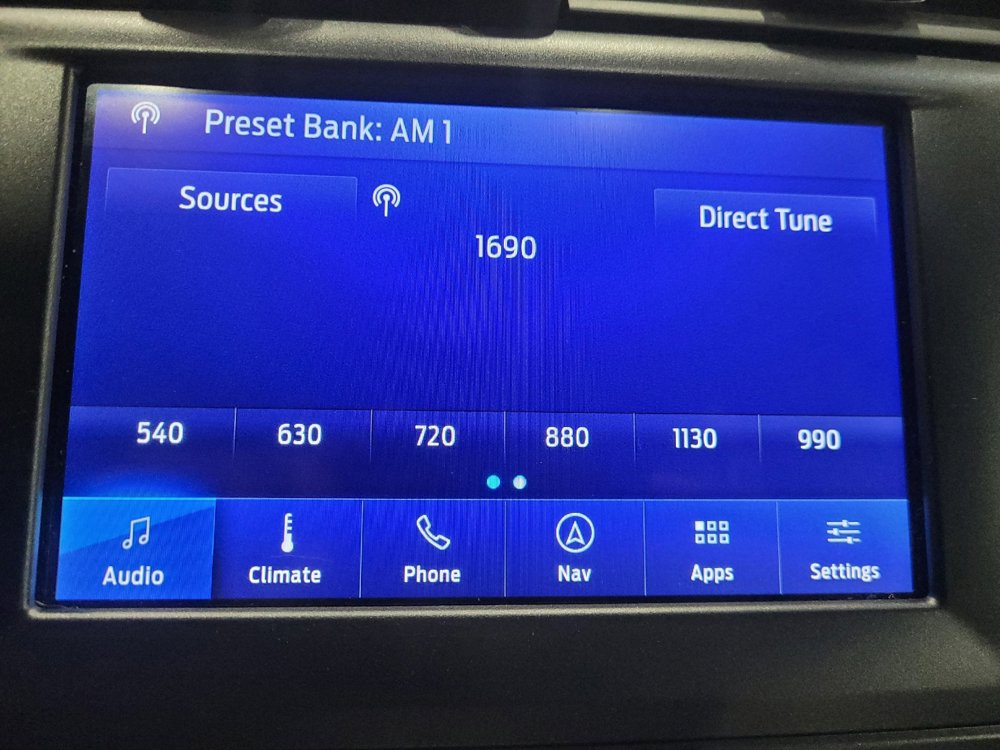 Preset Bank: AM 1
Sources
Direct Tune
1690
540 630 720 880 1130 990
Audio Climate Phone Nav Apps Settings